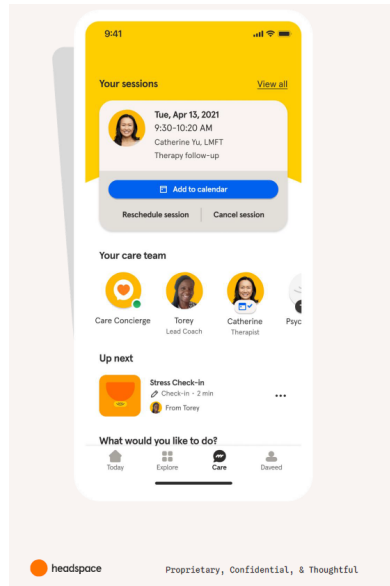 9:41
Your sessions
View all
Tue, Apr 13, 2021
9:30-10:20 AM
Catherine Yu, LMFT
Therapy follow-up
Add to calendar
Reschedule session
Cancel session
Your care team
Care Concierge
Torey
Lead Coach
Catherine
Therapist
Psyc
Up next
Stress Check-in
Check-in · 2 min
From Torey
What would you like to do?
Today
Explore
Care
Daveed
headspace
Proprietary, Confidential, & Thoughtful